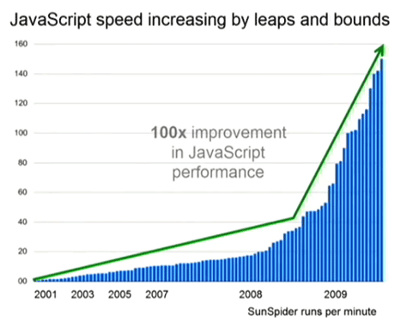 JavaScript speed increasing by leaps and bounds
160
140
120
100
80
60
40
20
00
100x improvement
in JavaScript
performance
2001 2003 2005 2007 2008 2009
SunSpider runs per minute